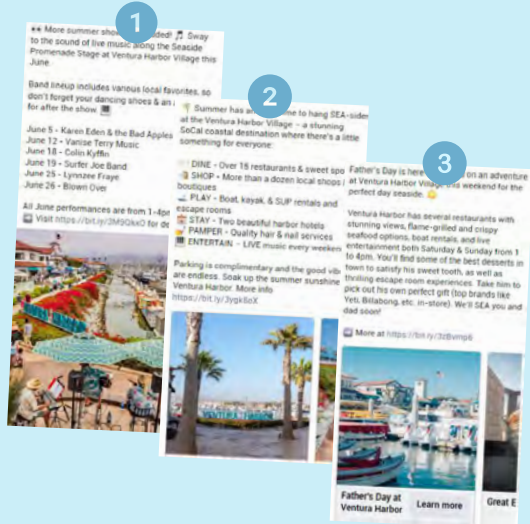 1
More summer sho ded! 🎵 Sway
to the sound of live music along the Seaside
Promenade Stage at Ventura Harbor Village this
June.
Band lineup includes various local favorites, so
don't forget your dancing shoes & an
for after the show.
June 5 - Karen Eden & the Bad Apples
June 12 - Vanise Terry Music
June 18 - Colin Kyffin
June 19 - Surfer Joe Band
June 25 - Lynnzee Fraye
June 26 - Blown Over
All June performances are from 1-4p
➡️ Visit for de
2
🌴 Summer has ar me to hang SEA-side
at the Ventura Harbor Village - a stunning
SoCal coastal destination where there's a little
something for everyone:
🍽️ DINE - Over 15 restaurants & sweet spo
🛍️ SHOP - More than a dozen local shops
boutiques
🚤 PLAY - Boat, kayak, & SUP rentals and
escape rooms
🏨 STAY - Two beautiful harbor hotels
💅 PAMPER - Quality hair & nail services
🎹 ENTERTAIN - LIVE music every weeken
Parking is complimentary and the good vib
are endless. Soak up the summer sunshine
Ventura Harbor. More info
3
Father's Day is here on an adventure
at Ventura Harbor Village this weekend for the
perfect day seaside.
Ventura Harbor has several restaurants with
stunning views, flame-grilled and crispy
seafood options, boat rentals, and live
entertainment both Saturday & Sunday from 1
to 4pm. You'll find some of the best desserts in
town to satisfy his sweet tooth, as well as
thrilling escape room experiences. Take him to
pick out his own perfect gift (top brands like
Yeti, Billabong, etc. in-store). We'll SEA you and
dad soon!
➡️ More at
Father's Day at
Ventura Harbor
Learn more
Great E